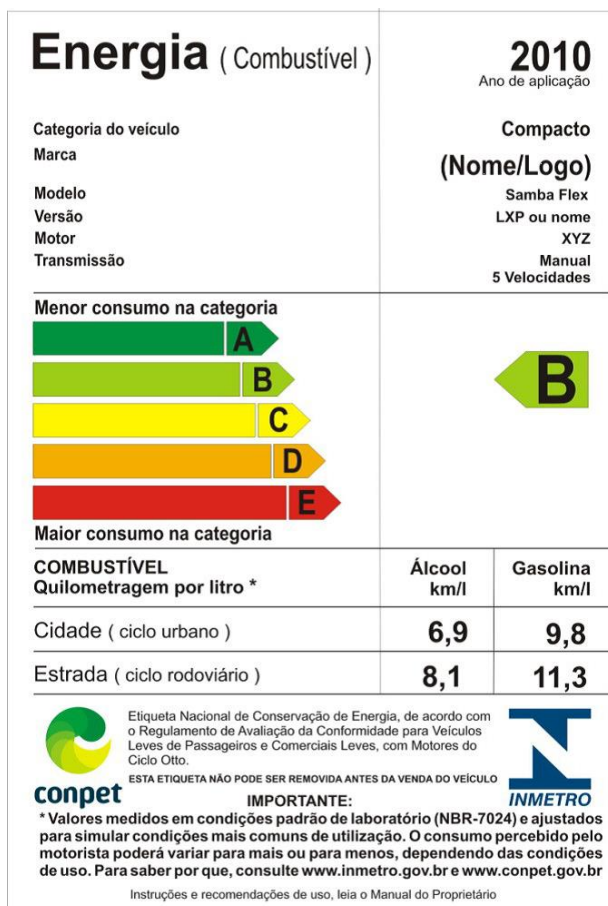 Energia ( Combustível ) 2010
Ano de aplicação
Categoria do veículo Compacto
Marca (Nome/Logo)
Modelo Samba Flex
Versão LXP ou nome
Motor XYZ
Transmissão Manual
5 Velocidades
Menor consumo na categoria
A
B B
C
D
E
Maior consumo na categoria
COMBUSTÍVEL Álcool Gasolina
Quilometragem por litro * km/l km/l
Cidade ( ciclo urbano ) 6,9 9,8
Estrada ( ciclo rodoviário ) 8,1 11,3
Etiqueta Nacional de Conservação de Energia, de acordo com
o Regulamento de Avaliação da Conformidade para Veículos
Leves de Passageiros e Comerciais Leves, com Motores do
Ciclo Otto.
ESTA ETIQUETA NÃO PODE SER REMOVIDA ANTES DA VENDA DO VEÍCULO
conpet INMETRO
IMPORTANTE:
* Valores medidos em condições padrão de laboratório (NBR-7024) e ajustados
para simular condições mais comuns de utilização. O consumo percebido pelo
motorista poderá variar para mais ou para menos, dependendo das condições
de uso. Para saber por que, consulte www.inmetro.gov.br e www.conpet.gov.br
Instruções e recomendações de uso, leia o Manual do Proprietário